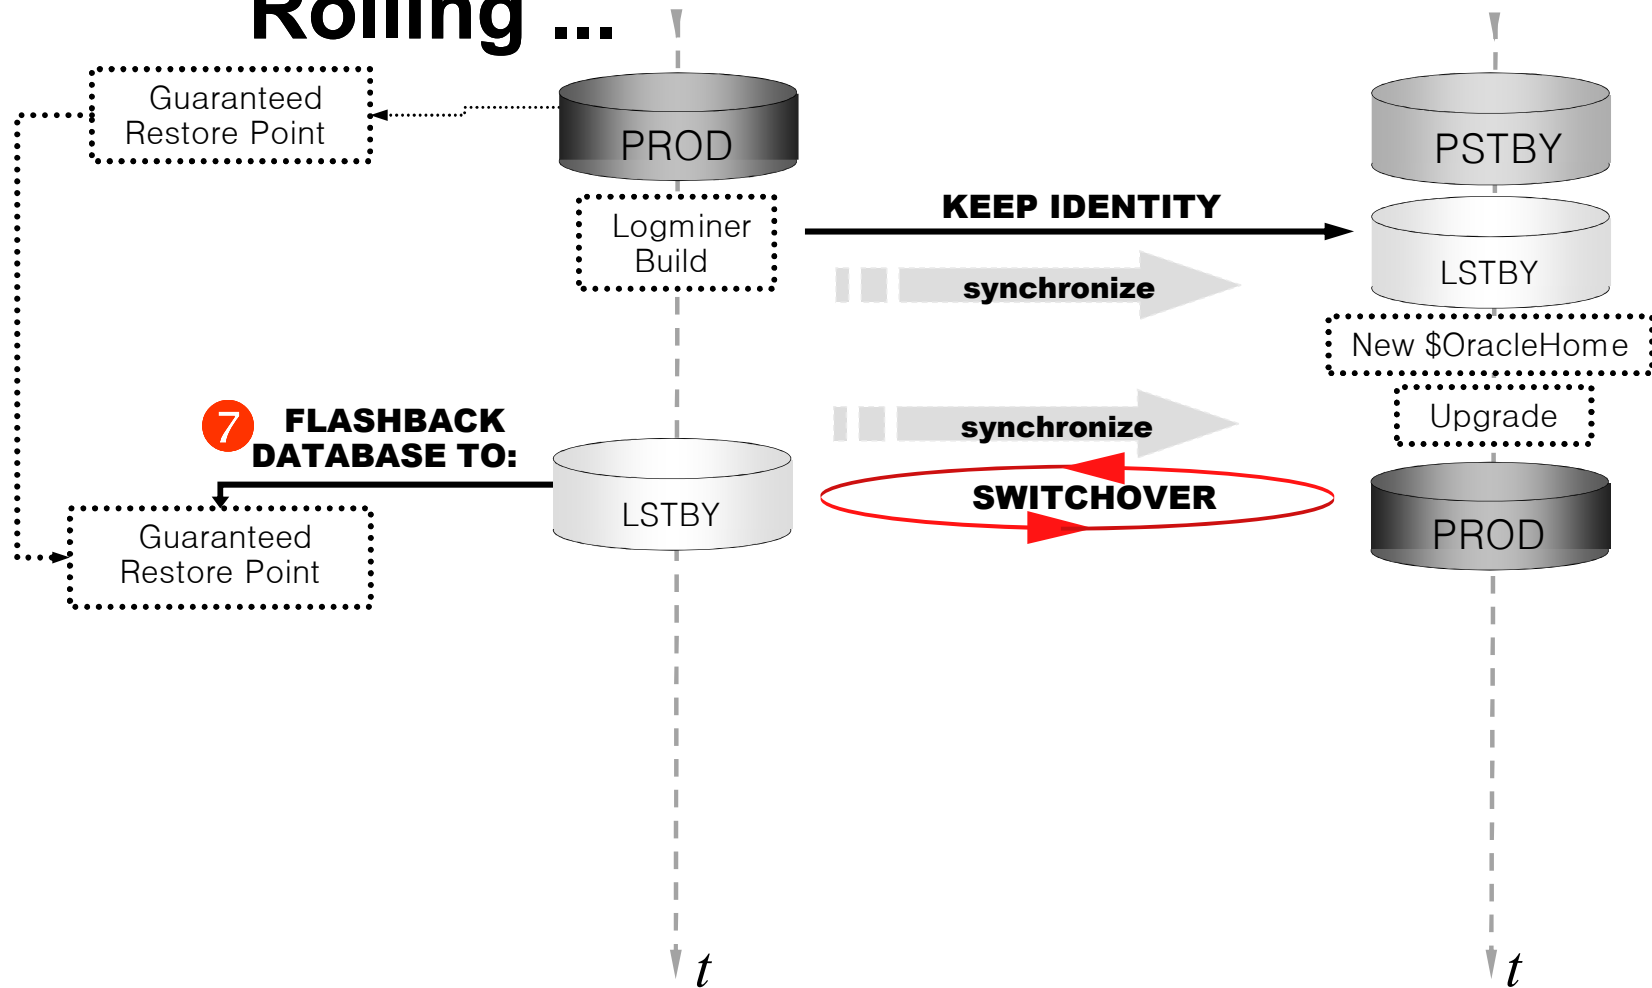 Rolling ...
Guaranteed
Restore Point
PROD
PSTBY
Logminer
Build
KEEP IDENTITY
LSTBY
synchronize
New $OracleHome
Upgrade
7
FLASHBACK
DATABASE TO:
synchronize
LSTBY
SWITCHOVER
PROD
Guaranteed
Restore Point
t
t